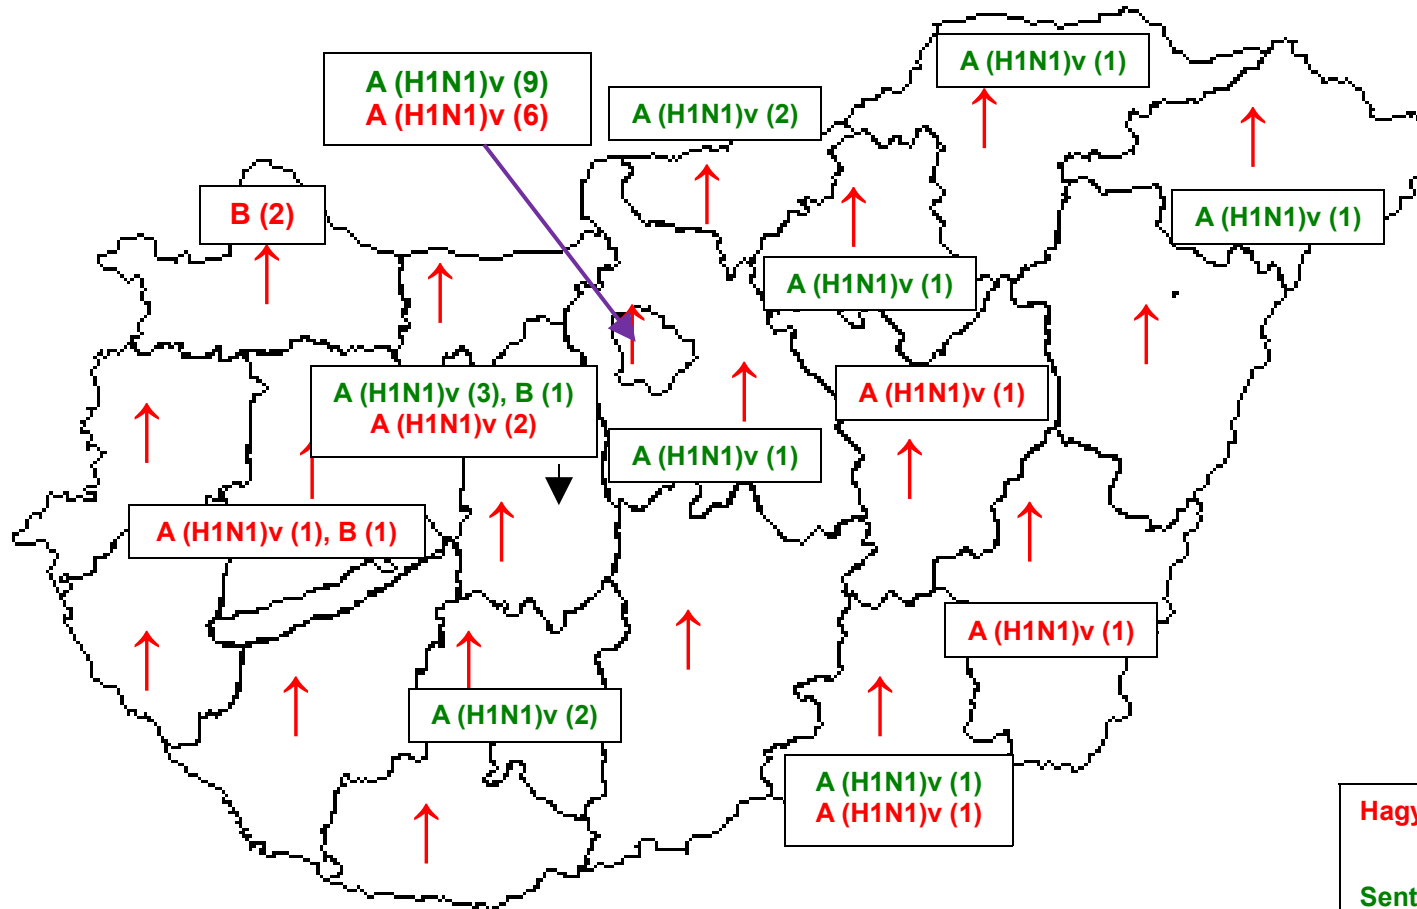 A (H1N1)v (1)
A (H1N1)v (9)
A (H1N1)v (6)
A (H1N1)v (2)
B (2)
A (H1N1)v (1)
A (H1N1)v (1)
A (H1N1)v (3), B (1)
A (H1N1)v (2)
A (H1N1)v (1)
A (H1N1)v (1)
A (H1N1)v (1), B (1)
A (H1N1)v (1)
A (H1N1)v (2)
A (H1N1)v (1)
A (H1N1)v (1)